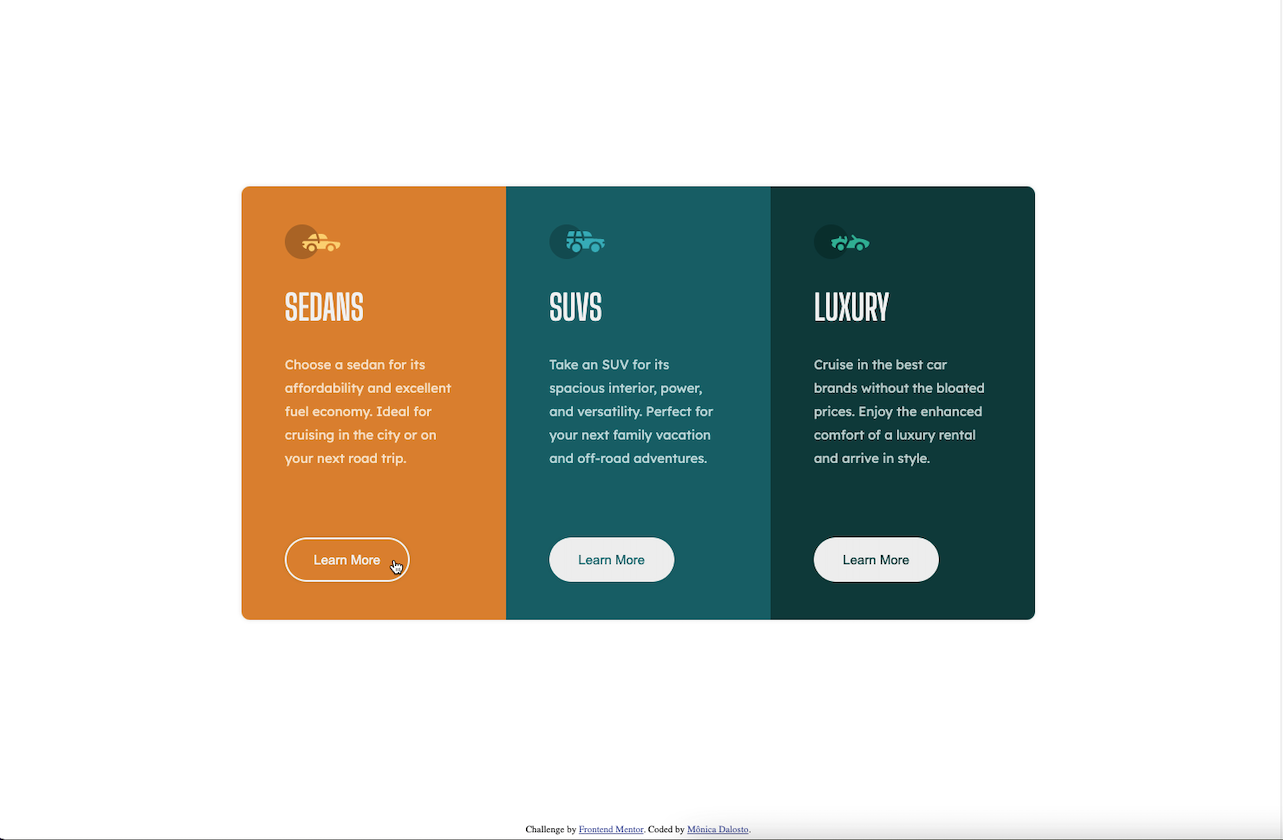 SEDANS
Choose a sedan for its
affordability and excellent
fuel economy. Ideal for
cruising in the city or on
your next road trip.
Learn More
SUVS
Take an SUV for its
spacious interior, power,
and versatility. Perfect for
your next family vacation
and off-road adventures.
Learn More
LUXURY
Cruise in the best car
brands without the bloated
prices. Enjoy the enhanced
comfort of a luxury rental
and arrive in style.
Learn More
Challenge by Frontend Mentor. Coded by Mônica Dalosto.